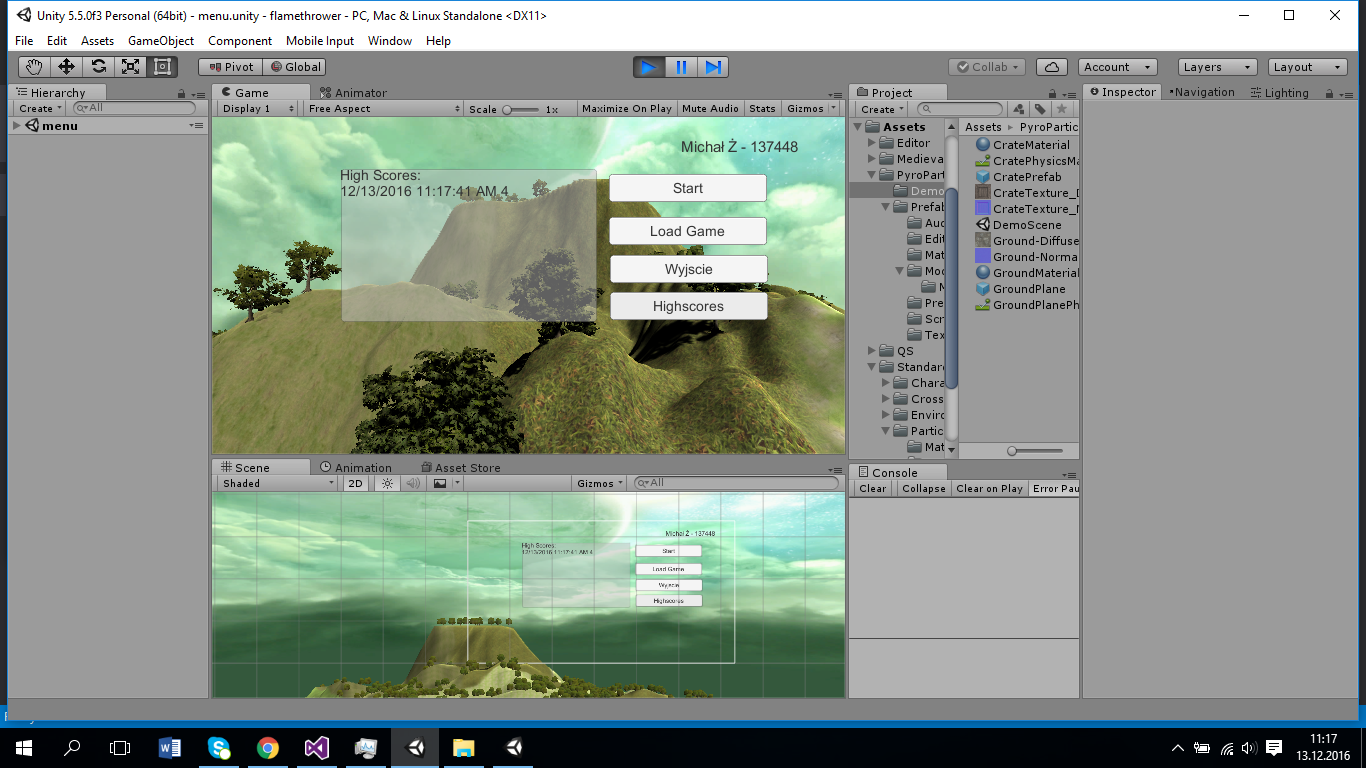 Unity 5.5.0f3 Personal (64bit) - menu.unity - flamethrower - PC, Mac & Linux Standalone <DX11>
File Edit Assets GameObject Component Mobile Input Window Help
Pivot Global Collab Account Layers Layout
Hierarchy
Create All
menu
Game Animator
Display 1 Free Aspect Scale 1x Maximize On Play Mute Audio Stats Gizmos
Michał Ż - 137448
High Scores:
12/13/2016 11:17:41 AM 4
Start
Load Game
Wyjscie
Highscores
Scene Animation Asset Store
Shaded 2D Gizmos All
Michał Ż - 137448
High Scores:
12/13/2016 11:17:41 AM 4
Start
Load Game
Wyjscie
Highscores
Project
Create
Assets
Editor
Medieva
PyroPart
Demo
Prefab
Aud
Edit
Mat
Mod
M
Pre
Scr
Tex
QS
Standar
Chara
Cross
Enviro
Partic
Mat
Assets PyroPartic
CrateMaterial
CratePhysicsMa
CratePrefab
CrateTexture_D
CrateTexture_N
DemoScene
Ground-Diffuse
Ground-Norma
GroundMaterial
GroundPlane
GroundPlanePh
Console
Clear Collapse Clear on Play Error Pau
Inspector Navigation Lighting
11:17
13.12.2016